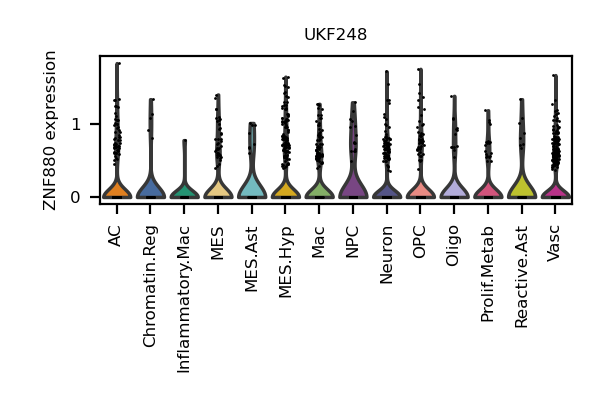 UKF248
ZNF880 expression
1
0
AC
Chromatin.Reg
Inflammatory.Mac
MES
MES.Ast
MES.Hyp
Mac
NPC
Neuron
OPC
Oligo
Prolif.Metab
Reactive.Ast
Vasc